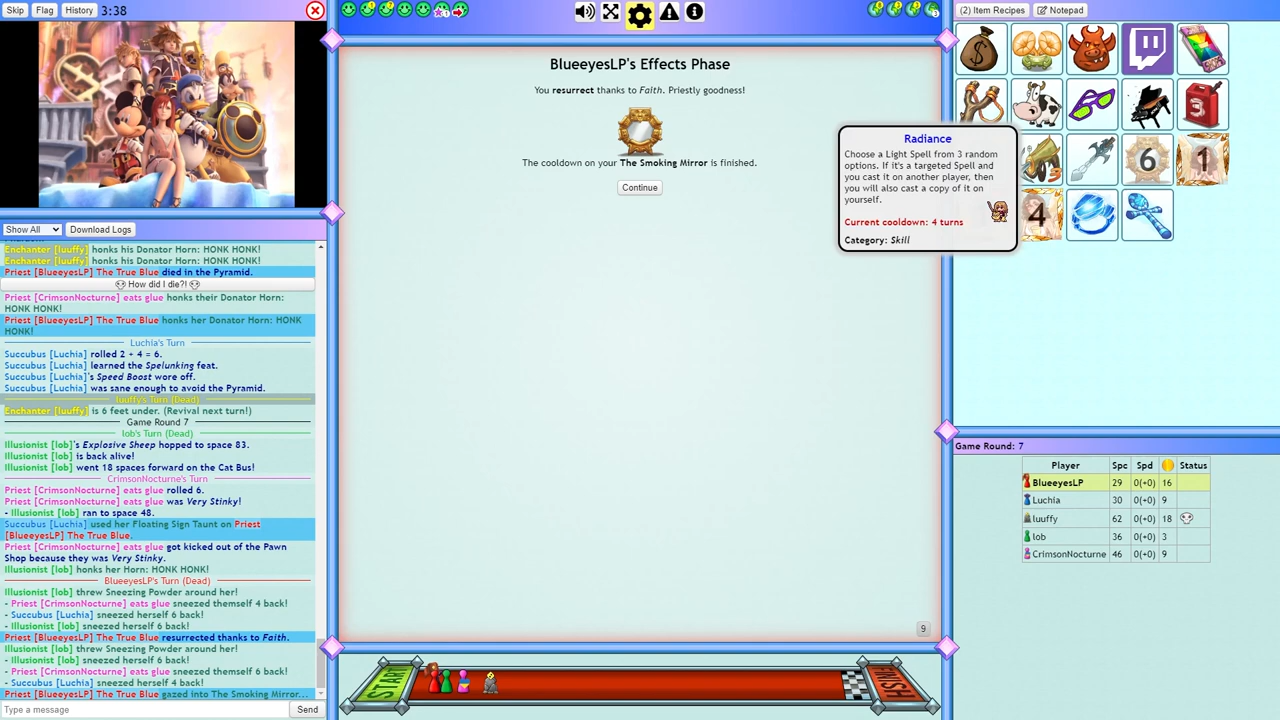 Skip
Flag
History
3:38
(2) Item Recipes
Notepad
BlueeyesLP's Effects Phase
You resurrect thanks to Faith. Priestly goodness!
The cooldown on your The Smoking Mirror is finished.
Continue
9
Radiance
Choose a Light Spell from 3 random
options. If it's a targeted Spell and
you cast it on another player, then
you will also cast a copy of it on
yourself.
Current cooldown: 4 turns
Category: Skill
3
3
6
1
4
Show All
Download Logs
Enchanter [luuffy] honks his Donator Horn: HONK HONK!
Enchanter [luuffy] honks his Donator Horn: HONK HONK!
Priest [BlueeyesLP] The True Blue died in the Pyramid.
How did I die?!
Priest [CrimsonNocturne] eats glue honks their Donator Horn:
HONK HONK!
Priest [BlueeyesLP] The True Blue honks her Donator Horn: HONK
HONK!
Luchia's Turn
Succubus [Luchia] rolled 2 + 4 = 6.
Succubus [Luchia] learned the Spelunking feat.
Succubus [Luchia]'s Speed Boost wore off.
Succubus [Luchia] was sane enough to avoid the Pyramid.
luuffy's Turn (Dead)
Enchanter [luuffy] is 6 feet under. (Revival next turn!)
Game Round 7
lob's Turn (Dead)
Illusionist [lob]'s Explosive Sheep hopped to space 83.
Illusionist [lob] is back alive!
Illusionist [lob] went 18 spaces forward on the Cat Bus!
CrimsonNocturne's Turn
Priest [CrimsonNocturne] eats glue rolled 6.
Priest [CrimsonNocturne] eats glue was Very Stinky!
- Illusionist [lob] ran to space 48.
Succubus [Luchia] used her Floating Sign Taunt on Priest
[BlueeyesLP] The True Blue.
Priest [CrimsonNocturne] eats glue got kicked out of the Pawn
Shop because they was Very Stinky.
Illusionist [lob] honks her Horn: HONK HONK!
BlueeyesLP's Turn (Dead)
Illusionist [lob] threw Sneezing Powder around her!
- Priest [CrimsonNocturne] eats glue sneezed themself 4 back!
- Succubus [Luchia] sneezed herself 6 back!
- Illusionist [lob] sneezed herself 6 back!
Priest [BlueeyesLP] The True Blue resurrected thanks to Faith.
Illusionist [lob] threw Sneezing Powder around her!
- Illusionist [lob] sneezed herself 6 back!
- Priest [CrimsonNocturne] eats glue sneezed themself 6 back!
- Succubus [Luchia] sneezed herself 4 back!
Priest [BlueeyesLP] The True Blue gazed into The Smoking Mirror...
Type a message
Send
START
FINISH
Game Round: 7
Player Spc Spd Status
BlueeyesLP 29 0(+0) 16
Luchia 30 0(+0) 9
luuffy 62 0(+0) 18
lob 36 0(+0) 3
CrimsonNocturne 46 0(+0) 9